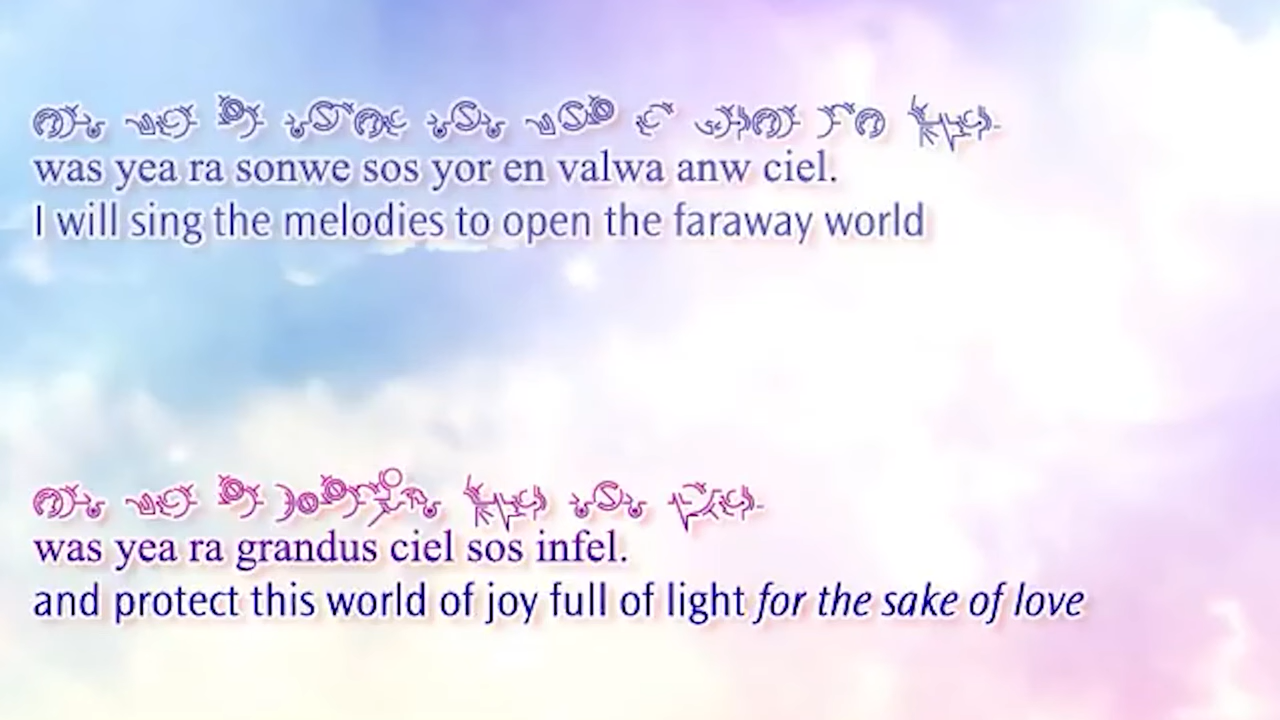 was yea ra sonwe sos yor en valwa anw ciel.
I will sing the melodies to open the faraway world
was yea ra grandus ciel sos infel.
and protect this world of joy full of light for the sake of love